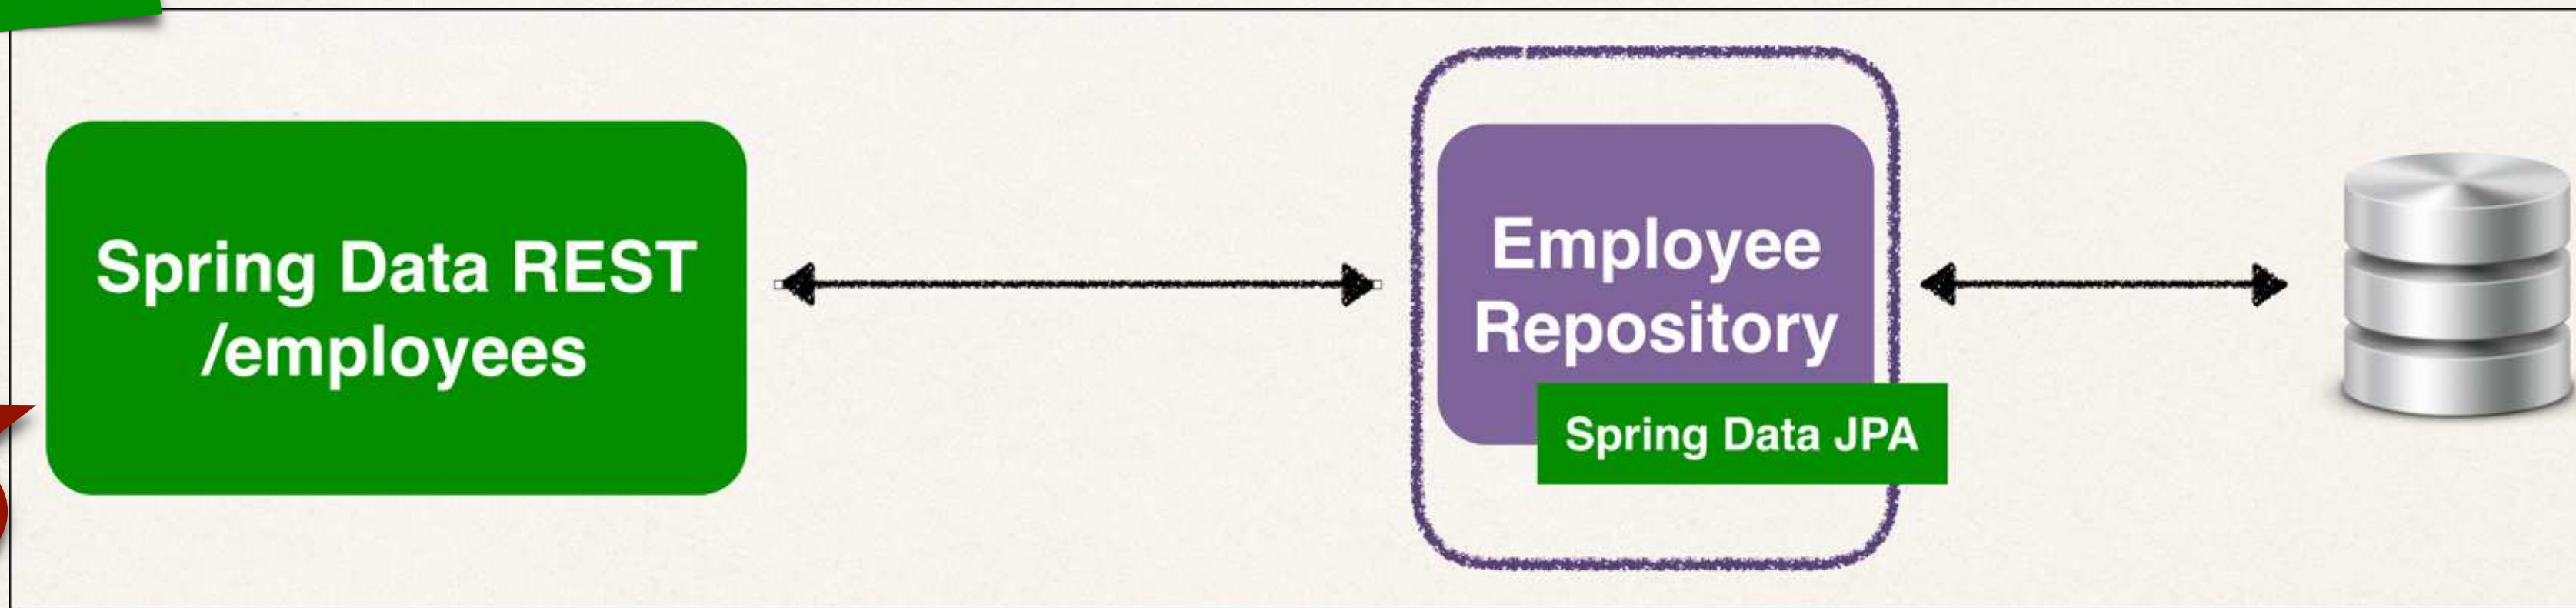 Spring Data REST
/employees
Employee
Repository
Spring Data JPA